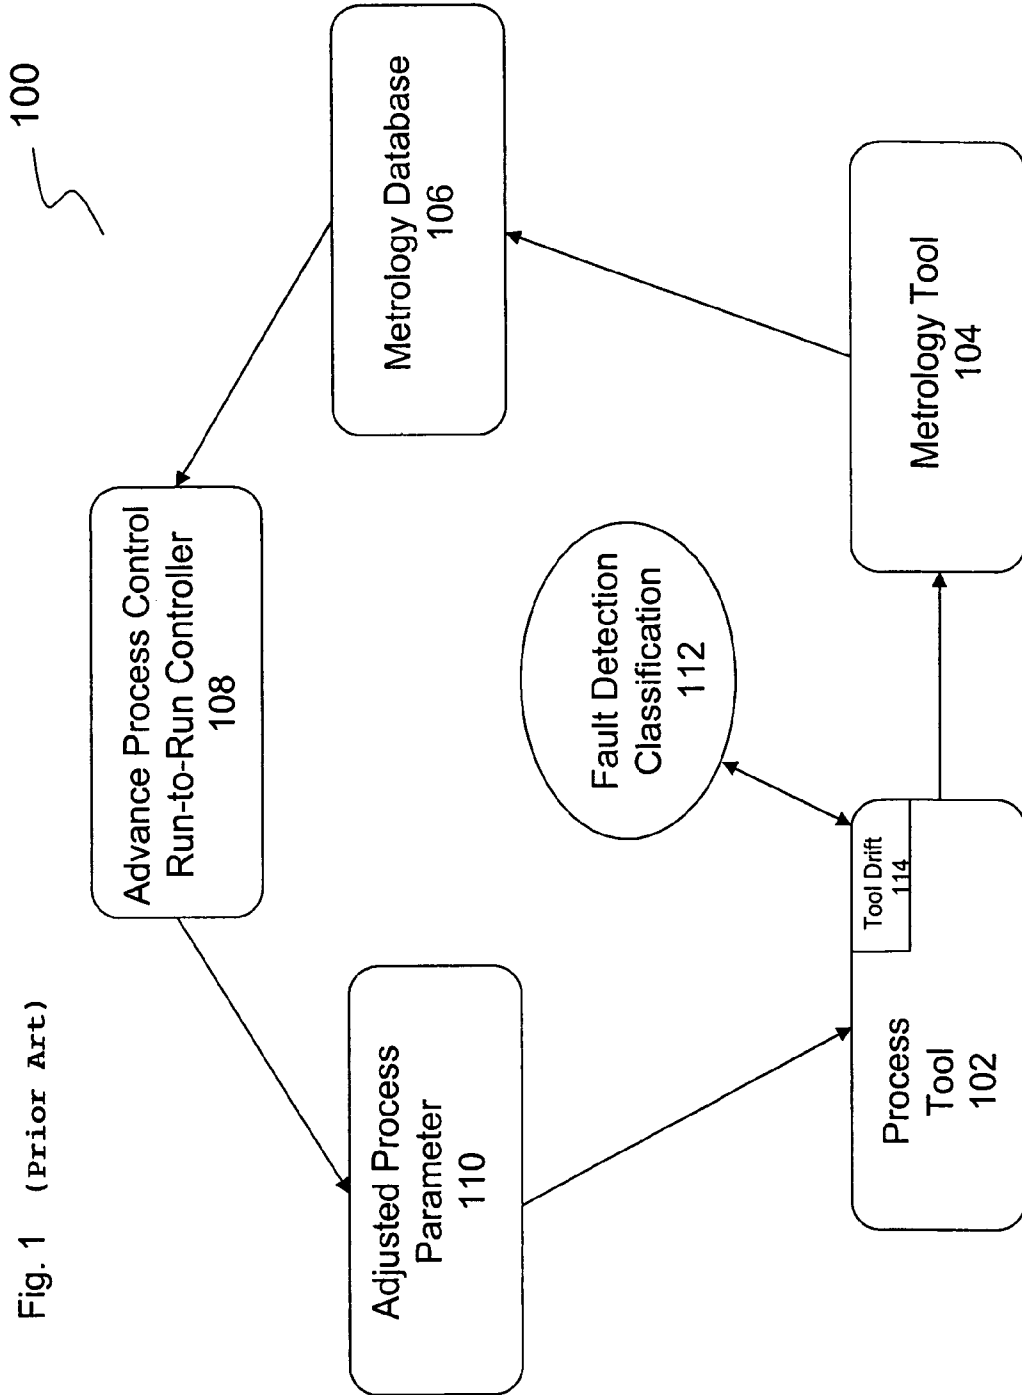 Fig. 1 (Prior Art)
100
Advance Process Control
Run-to-Run Controller
108
Adjusted Process
Parameter
110
Metrology Database
106
Fault Detection
Classification
112
Tool Drift
114
Process
Tool
102
Metrology Tool
104